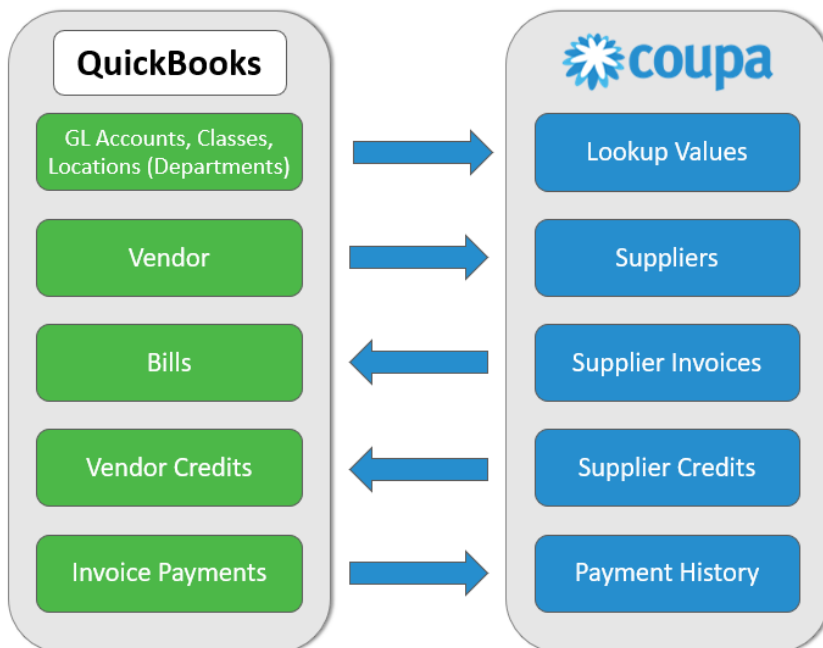 QuickBooks
coupa
GL Accounts, Classes,
Locations (Departments)
Lookup Values
Vendor
Suppliers
Bills
Supplier Invoices
Vendor Credits
Supplier Credits
Invoice Payments
Payment History